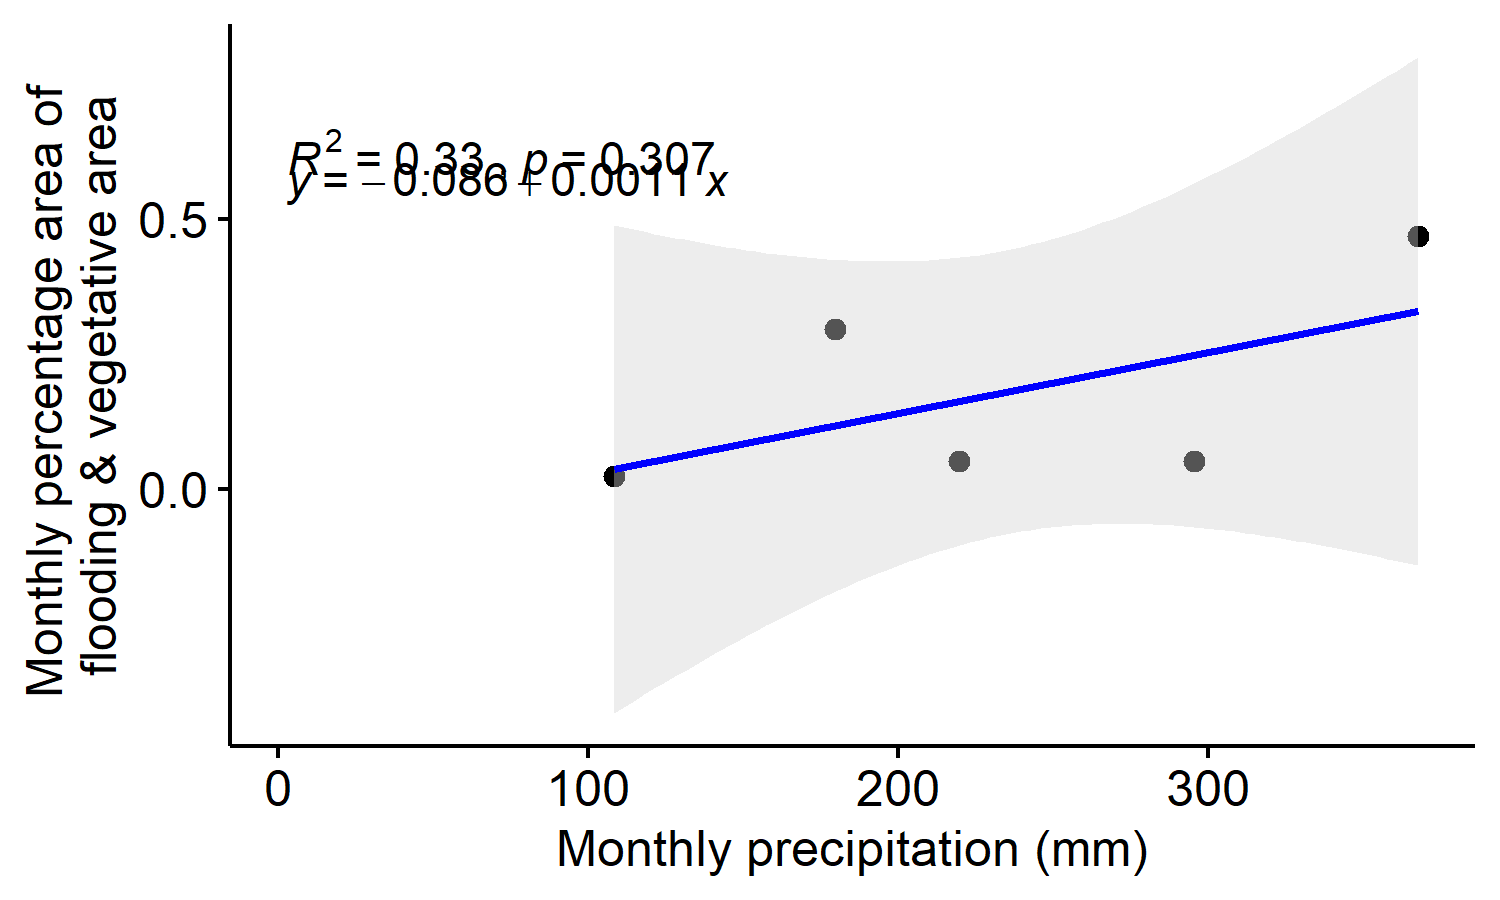 R² = 0.33 , p = 0.307
y = −0.086 + 0.0011 x
Monthly percentage area of
flooding & vegetative area
0.5
0.0
0 100 200 300
Monthly precipitation (mm)